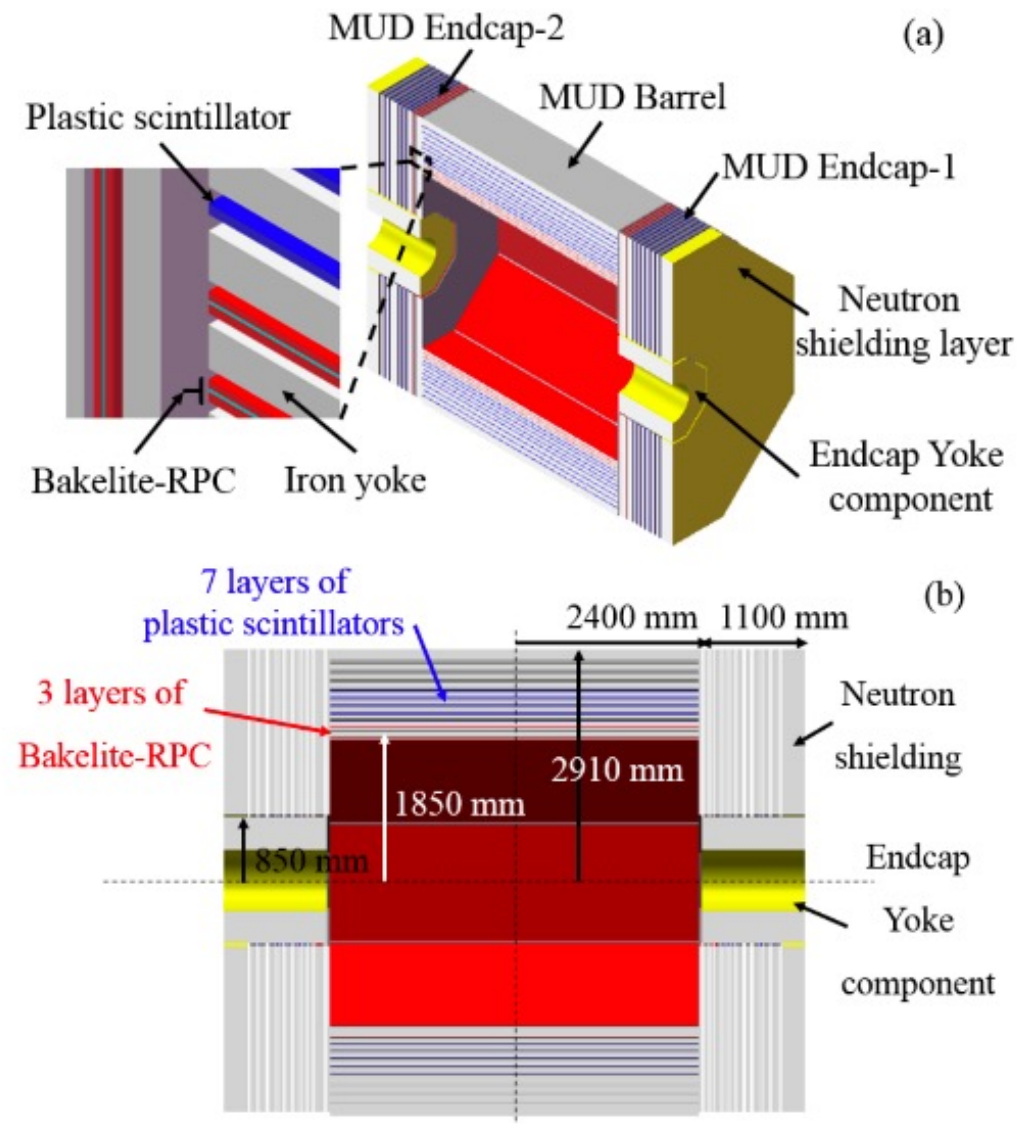 MUD Endcap-2
(a)
Plastic scintillator
MUD Barrel
MUD Endcap-1
Neutron
shielding layer
Bakelite-RPC
Iron yoke
Endcap Yoke
component
7 layers of
plastic scintillators
(b)
2400 mm
1100 mm
3 layers of
Bakelite-RPC
Neutron
shielding
2910 mm
1850 mm
850 mm
Endcap
Yoke
component